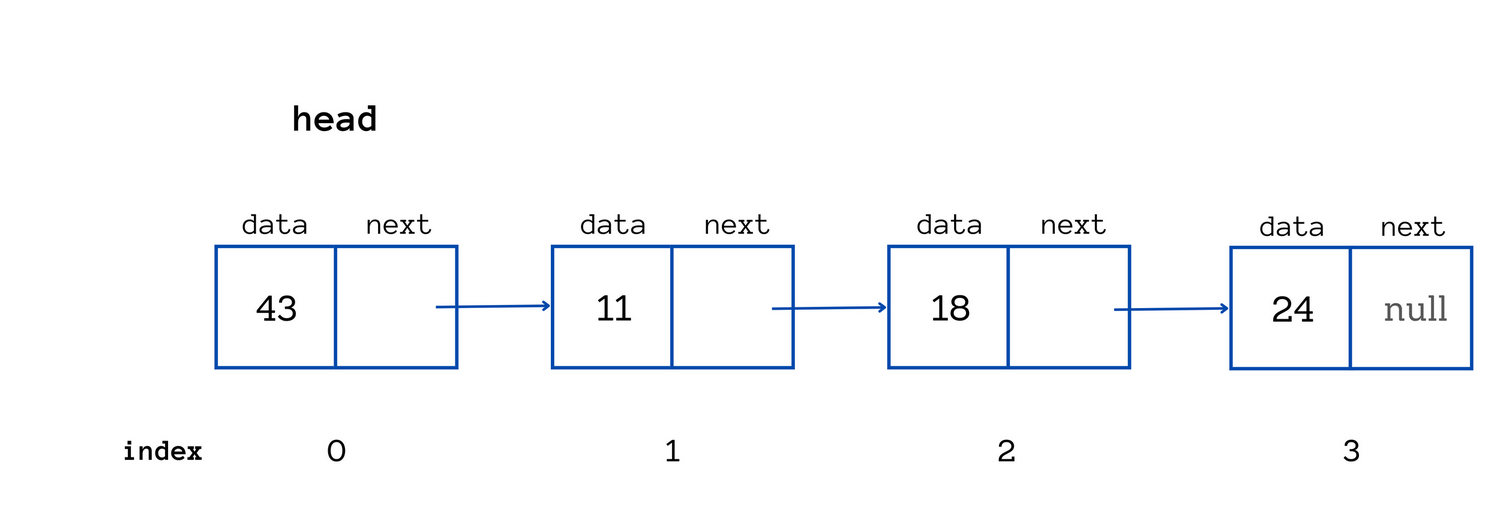 head
data next data next data next data next
43 11 18 24 null
index 0 1 2 3